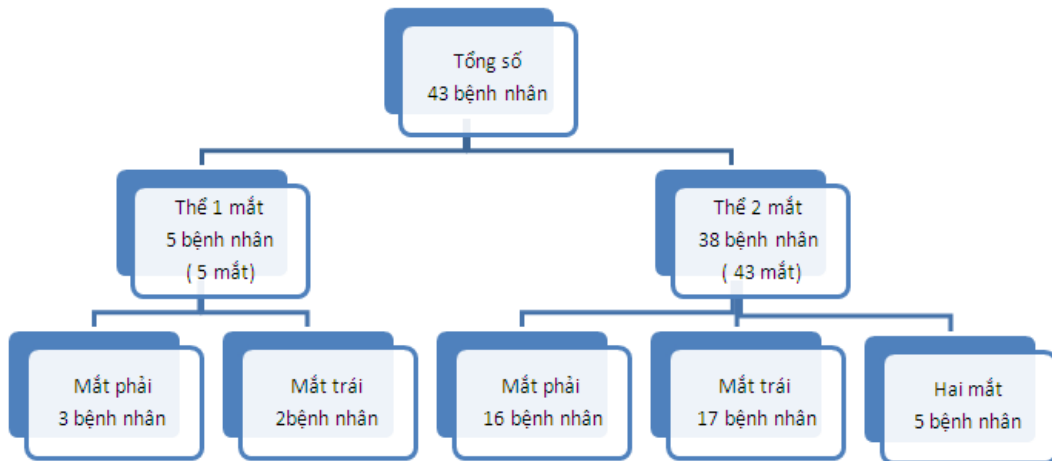 Tổng số
43 bệnh nhân
Thể 1 mắt
5 bệnh nhân
( 5 mắt)
Thể 2 mắt
38 bệnh nhân
( 43 mắt)
Mắt phải
3 bệnh nhân
Mắt trái
2bệnh nhân
Mắt phải
16 bệnh nhân
Mắt trái
17 bệnh nhân
Hai mắt
5 bệnh nhân